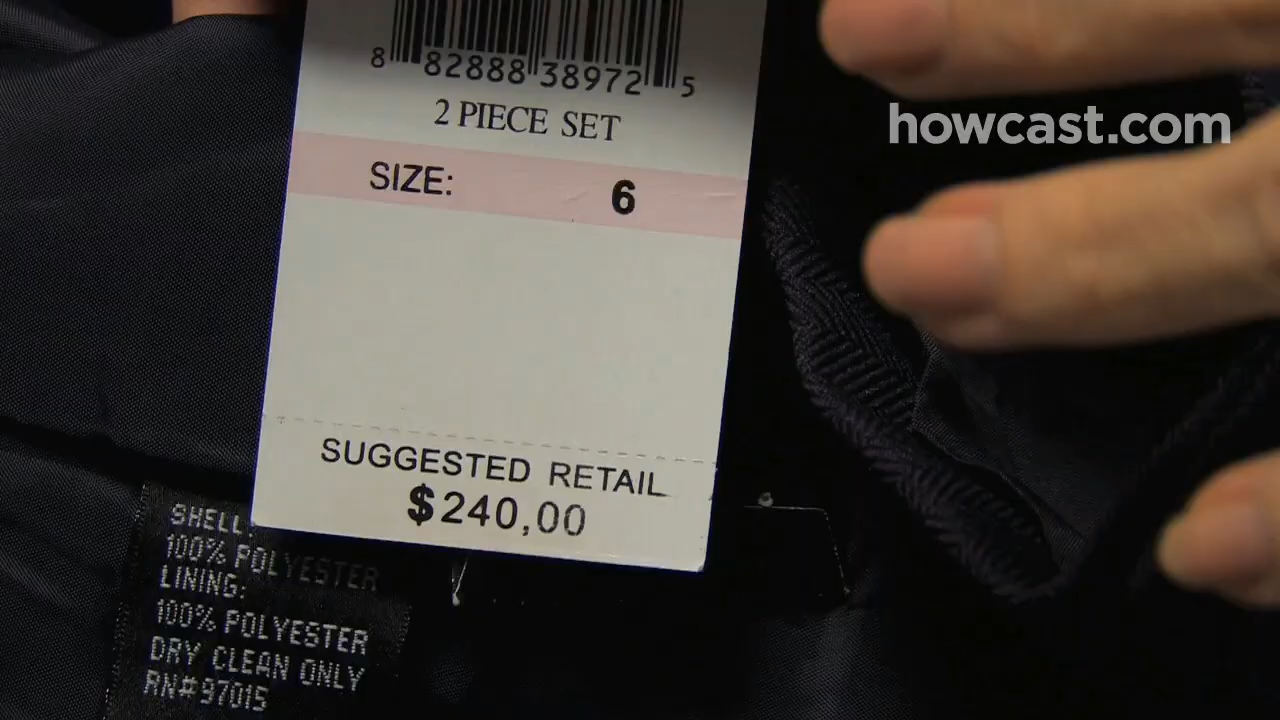 8 82888 38972 5
2 PIECE SET
howcast.com
SIZE: 6
SUGGESTED RETAIL
$240,00
SHELL:
100% POLYESTER
LINING:
100% POLYESTER
DRY CLEAN ONLY
RN#97015